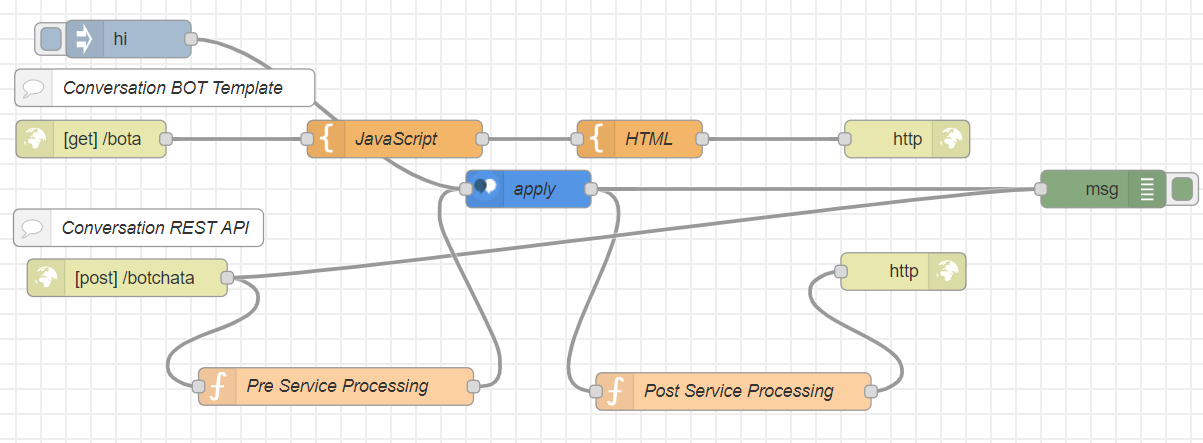 hi
Conversation BOT Template
[get] /bota
JavaScript
HTML
http
apply
msg
Conversation REST API
[post] /botchata
http
Pre Service Processing
Post Service Processing